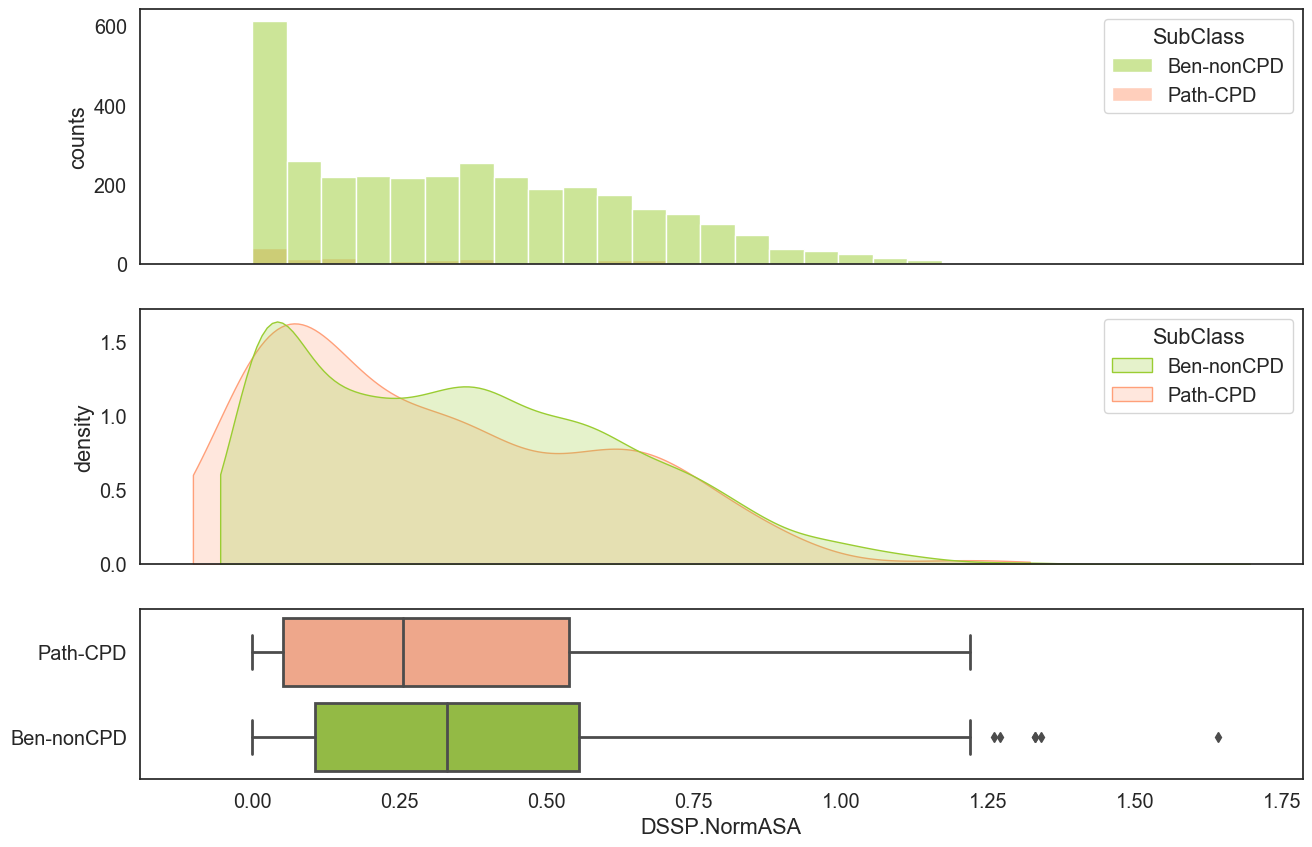 600
400
200
0
counts
SubClass
Ben-nonCPD
Path-CPD
1.5
1.0
0.5
0.0
density
SubClass
Ben-nonCPD
Path-CPD
Path-CPD
Ben-nonCPD
0.00 0.25 0.50 0.75 1.00 1.25 1.50 1.75
DSSP.NormASA